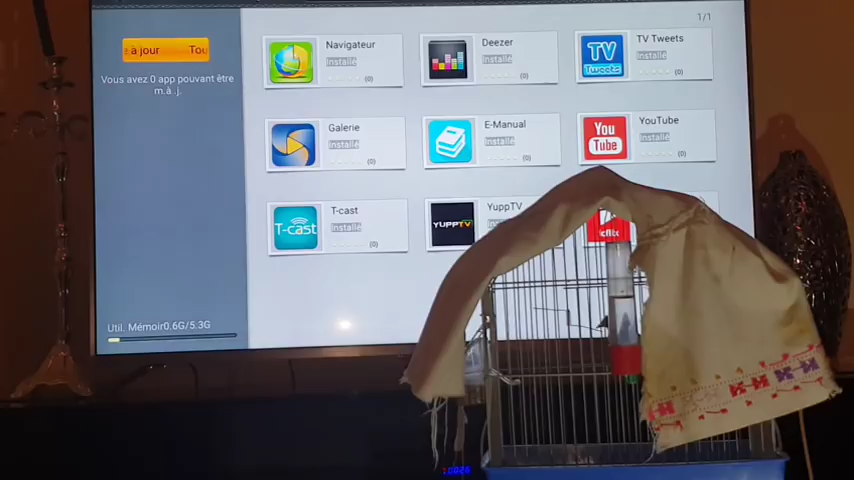 1/1
à jour Tou
Vous avez 0 app pouvant être
m.à .j.
Navigateur
Installé
(0)
Deezer
Installé
(0)
TV
Tweets
TV Tweets
Installé
(0)
Galerie
Installé
(0)
E-Manual
Installé
(0)
You
Tube
YouTube
Installé
(0)
T-cast
T-cast
Installé
(0)
YUPPTV
YuppTV
Installé
Util. Mémoir0.6G/5.3G